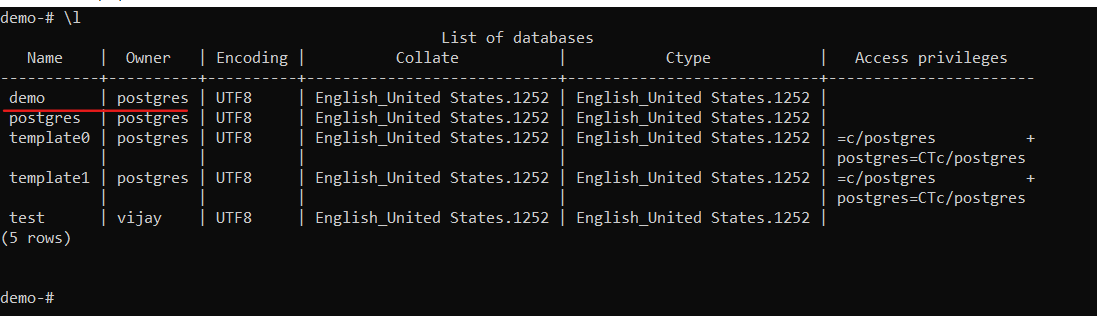 demo-# \l
List of databases
Name | Owner | Encoding | Collate | Ctype | Access privileges
-----------+----------+----------+----------------------------+----------------------------+-----------------------
demo | postgres | UTF8 | English_United States.1252 | English_United States.1252 |
postgres | postgres | UTF8 | English_United States.1252 | English_United States.1252 |
template0 | postgres | UTF8 | English_United States.1252 | English_United States.1252 | =c/postgres +
| | | | | postgres=CTc/postgres
template1 | postgres | UTF8 | English_United States.1252 | English_United States.1252 | =c/postgres +
| | | | | postgres=CTc/postgres
test | vijay | UTF8 | English_United States.1252 | English_United States.1252 |
(5 rows)
demo-#